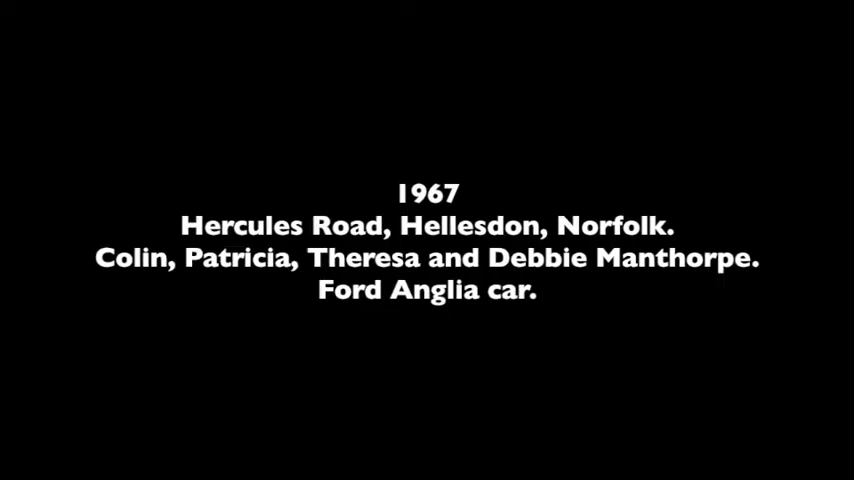 1967
Hercules Road, Hellesdon, Norfolk.
Colin, Patricia, Theresa and Debbie Manthorpe.
Ford Anglia car.